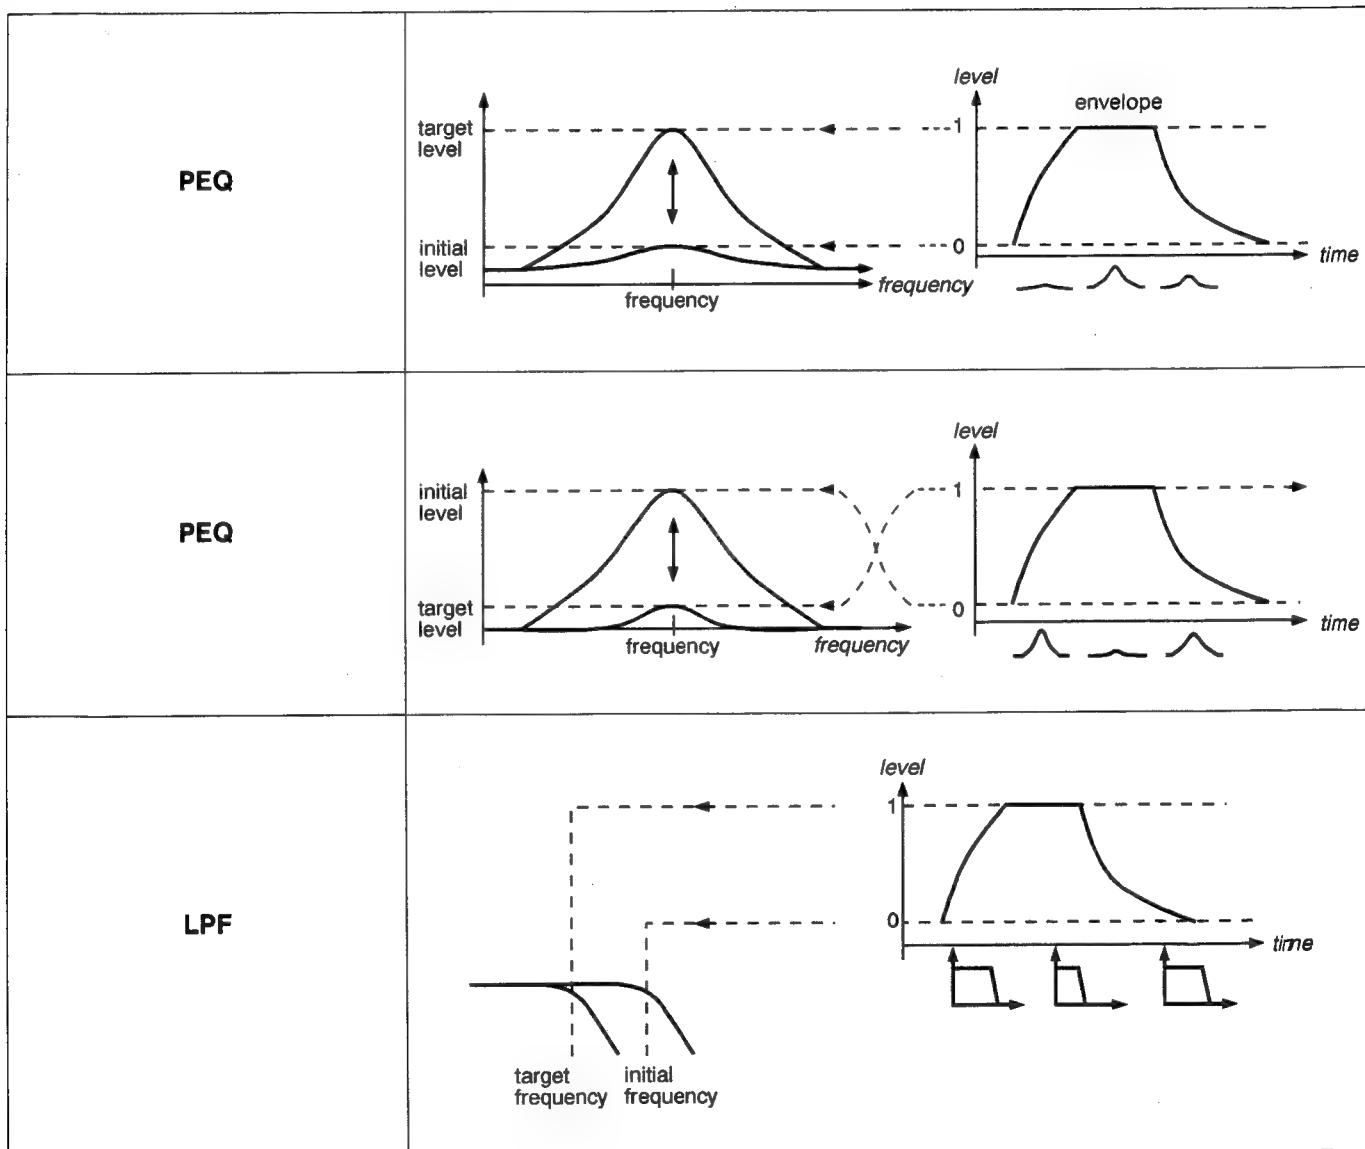 PEQ
target
level
initial
level
frequency
frequency
level
envelope
1
0
time
PEQ
initial
level
target
level
frequency
frequency
level
1
0
time
LPF
target
frequency
initial
frequency
level
1
0
time